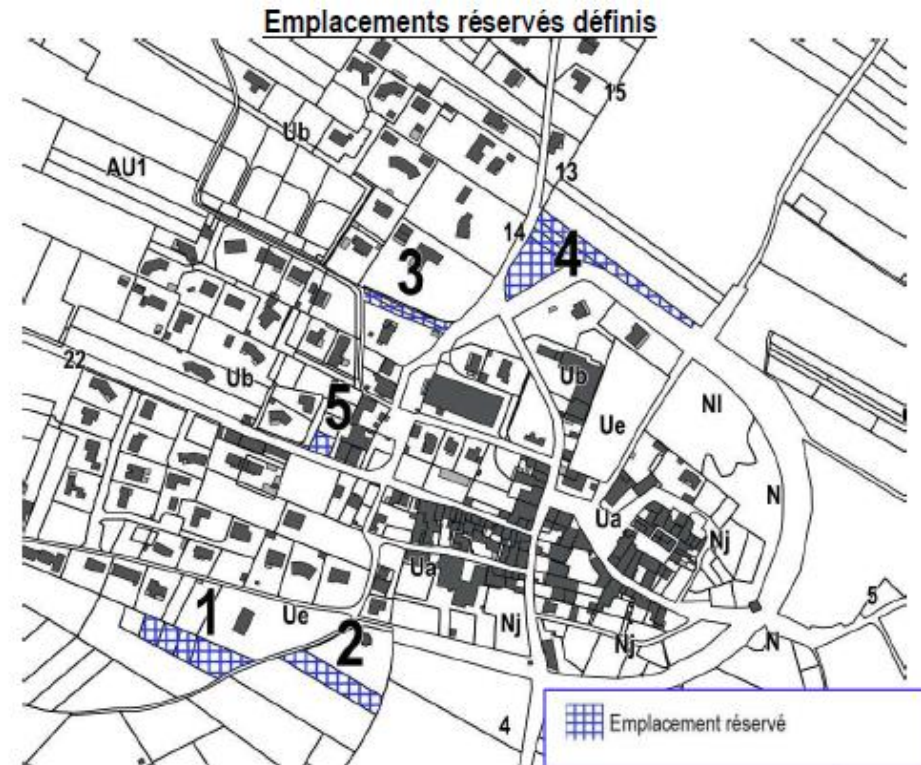 Emplacements réservés définis
15
Ub
AU1
13
14
4
3
22
Ub
Ub
5
Ue
Nl
N
Ua
Nj
Ua
1
Ue
2
Nj
Nj
5
N
4
Emplacement réservé